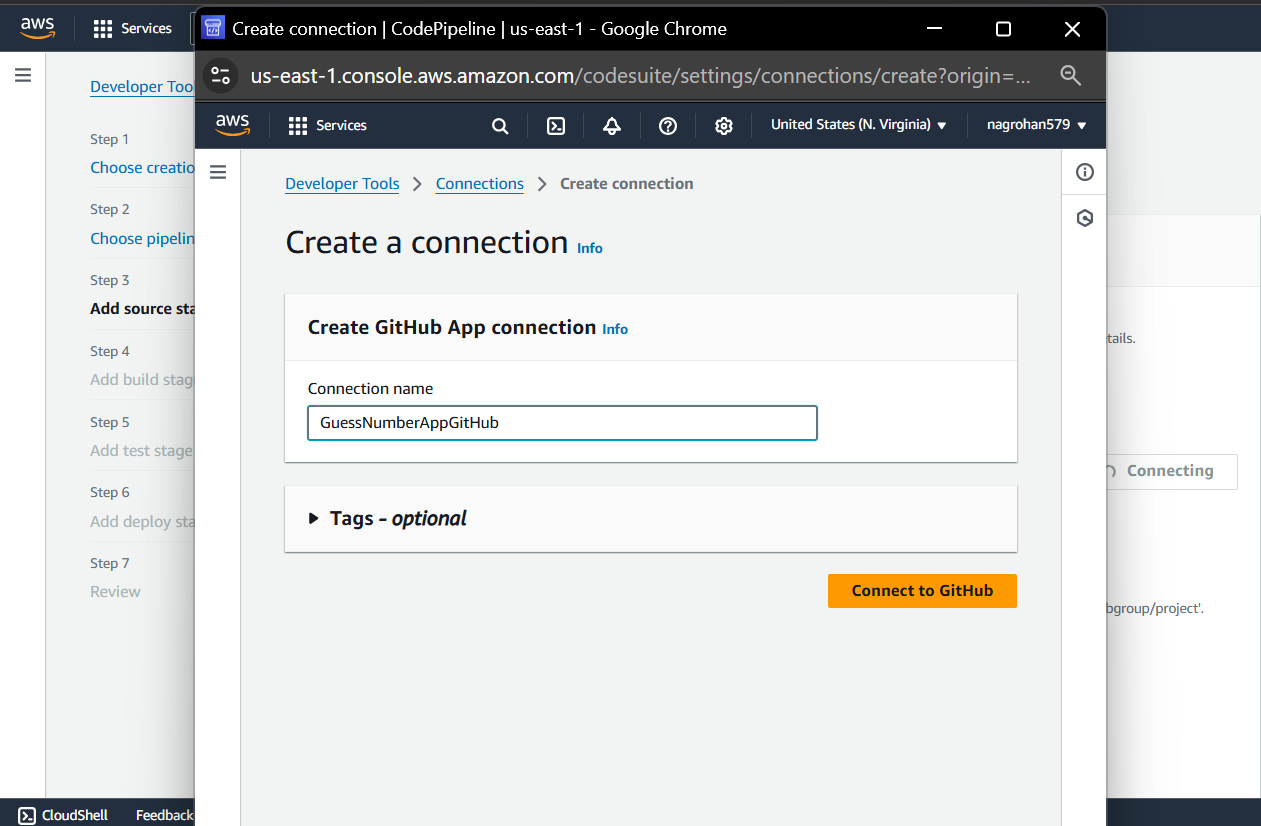 aws Services
Create connection | CodePipeline | us-east-1 - Google Chrome
us-east-1.console.aws.amazon.com/codesuite/settings/connections/create?origin=...
aws Services United States (N. Virginia) nagrohan579
Developer Too
Step 1
Choose creatio
Step 2
Choose pipelin
Step 3
Add source sta
Step 4
Add build stag
Step 5
Add test stage
Step 6
Add deploy sta
Step 7
Review
Developer Tools > Connections > Create connection
Create a connection Info
Create GitHub App connection Info
Connection name
GuessNumberAppGitHub
Tags - optional
Connect to GitHub
tails.
Connecting
bgroup/project'.
CloudShell Feedback